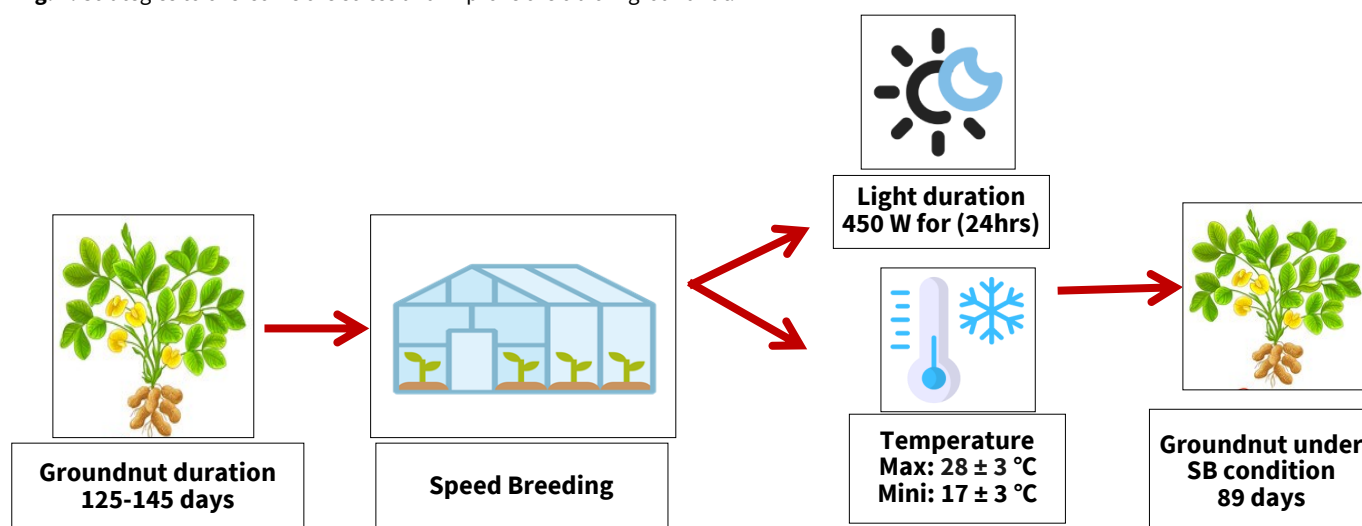 Light duration
450 W for (24hrs)
Groundnut duration
125-145 days
Speed Breeding
Temperature
Max: 28 ± 3 °C
Mini: 17 ± 3 °C
Groundnut under
SB condition
89 days